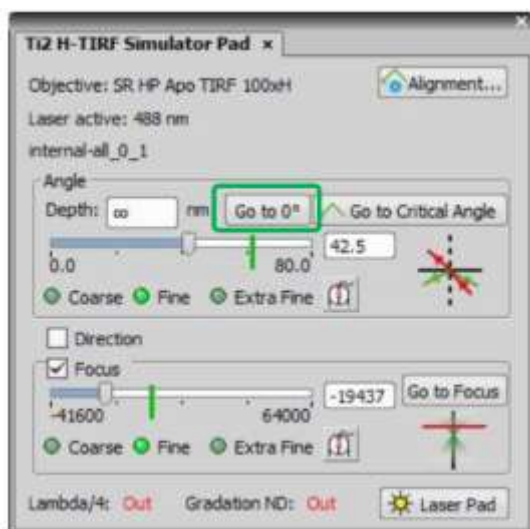 Ti2 H-TIRF Simulator Pad ×
Objective: SR HP Apo TIRF 100xH Alignment...
Laser active: 488 nm
internal-all_0_1
Angle
Depth: ∞ nm Go to 0° Go to Critical Angle
42.5
0.0 80.0
Coarse Fine Extra Fine
Direction
Focus
-19437 Go to Focus
-41600 64000
Coarse Fine Extra Fine
Lambda/4: Out Gradation ND: Out Laser Pad